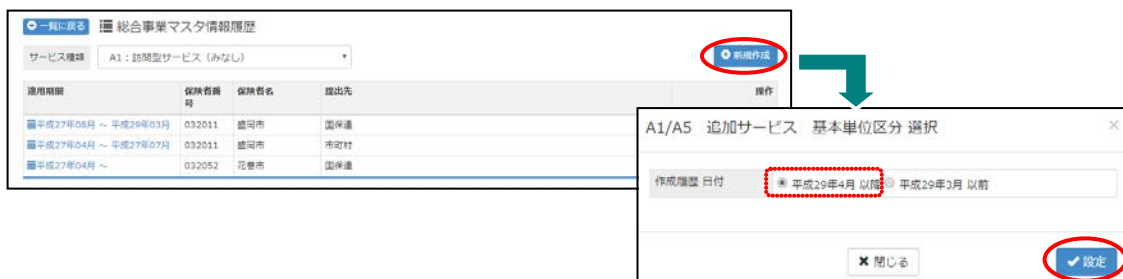 一覧に戻る 総合事業マスタ情報履歴
サービス種類 A1：訪問型サービス（みなし） 新規作成
適用期間 保険者番号 保険者名 提出先 操作
平成27年08月 ～ 平成29年03月 032011 盛岡市 国保連
平成27年04月 ～ 平成27年07月 032011 盛岡市 市町村
平成27年04月 ～ 032052 花巻市 国保連
A1/A5 追加サービス 基本単位区分 選択 ×
作成履歴 日付 平成29年4月 以降 平成29年3月 以前
閉じる 設定